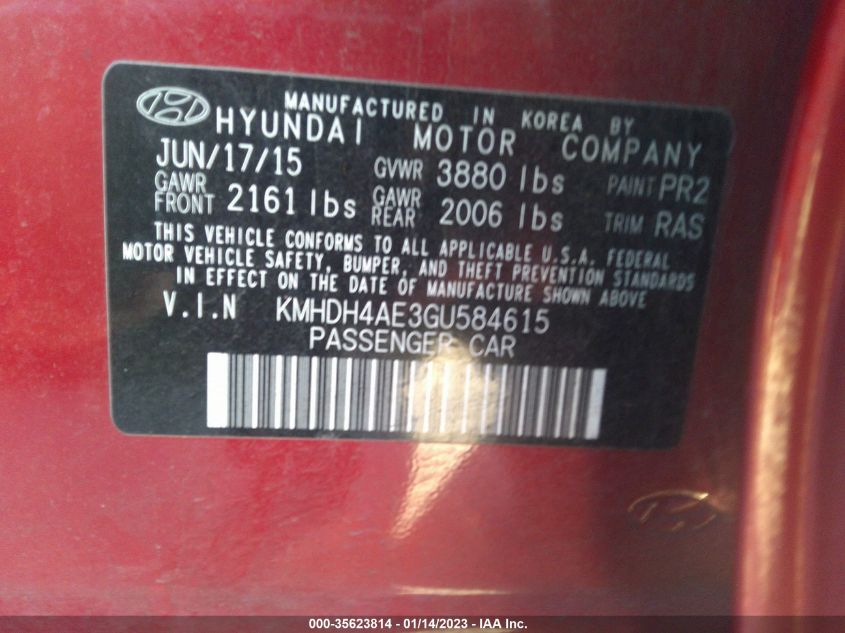 MANUFACTURED IN KOREA BY
HYUNDAI MOTOR COMPANY
JUN/17/15 GVWR 3880 lbs PAINT PR2
GAWR FRONT 2161 lbs GAWR REAR 2006 lbs TRIM RAS
THIS VEHICLE CONFORMS TO ALL APPLICABLE U.S.A. FEDERAL
MOTOR VEHICLE SAFETY, BUMPER, AND THEFT PREVENTION STANDARDS
IN EFFECT ON THE DATE OF MANUFACTURE SHOWN ABOVE
V.I.N KMHDH4AE3GU584615
PASSENGER CAR
000-35623814 - 01/14/2023 - IAA Inc.